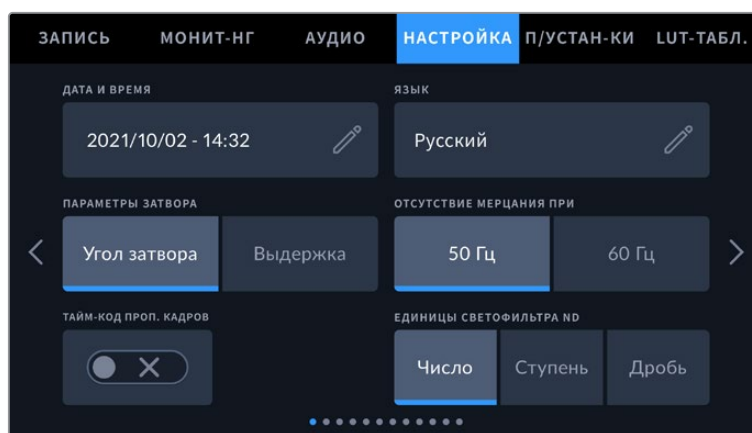 ЗАПИСЬ МОНИТ-НГ АУДИО НАСТРОЙКА П/УСТАН-КИ LUT-ТАБЛ.
ДАТА И ВРЕМЯ ЯЗЫК
2021/10/02 - 14:32 Русский
ПАРАМЕТРЫ ЗАТВОРА ОТСУТСТВИЕ МЕРЦАНИЯ ПРИ
Угол затвора Выдержка 50 Гц 60 Гц
ТАЙМ-КОД ПРОП. КАДРОВ ЕДИНИЦЫ СВЕТОФИЛЬТРА ND
Число Ступень Дробь